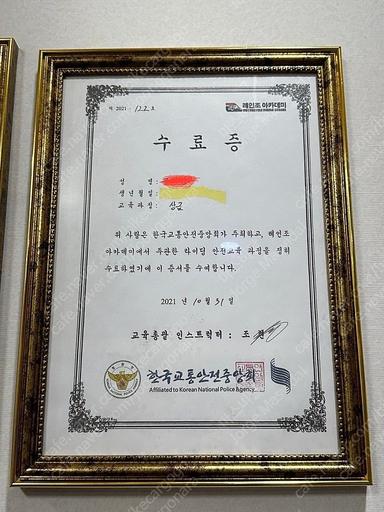 제 2021 - 122 호
레인조 아카데미
수 료 증
성 명 :
생년월일 :
교육과정 : 상급
위 사람은 한국교통안전중앙회가 주최하고, 레인조
아카데미에서 주관한 라이딩 안전교육 과정을 정히
수료하였기에 이 증서를 수여합니다.
2021 년 10 월 31 일
교육총괄 인스트럭터 : 조
한국교통안전중앙회
Affiliated to Korean National Police Agency